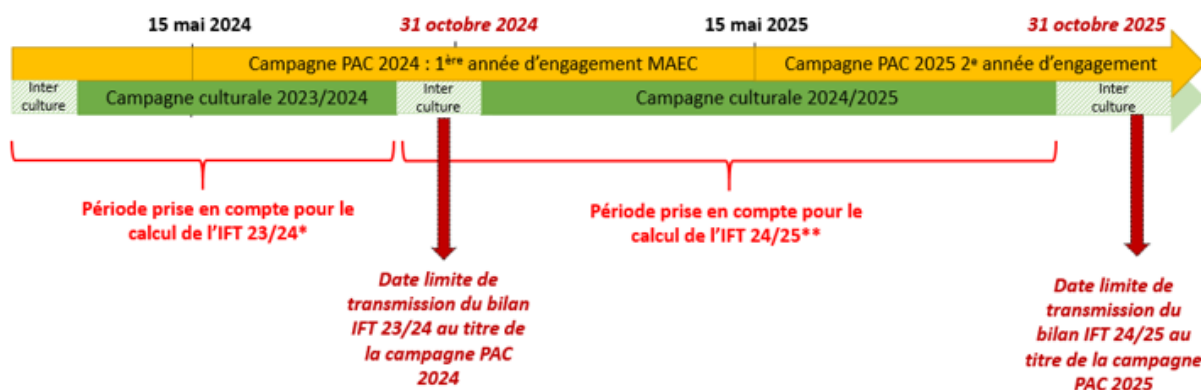 15 mai 2024
31 octobre 2024
15 mai 2025
31 octobre 2025
Campagne PAC 2024 : 1ère année d'engagement MAEC
Campagne PAC 2025 2e année d'engagement
Inter
culture
Campagne culturale 2023/2024
Inter
culture
Campagne culturale 2024/2025
Inter
culture
Période prise en compte pour le
calcul de l'IFT 23/24*
Période prise en compte pour le
calcul de l'IFT 24/25**
Date limite de
transmission du bilan
IFT 23/24 au titre de
la campagne PAC
2024
Date limite de
transmission du
bilan IFT 24/25 au
titre de la campagne
PAC 2025